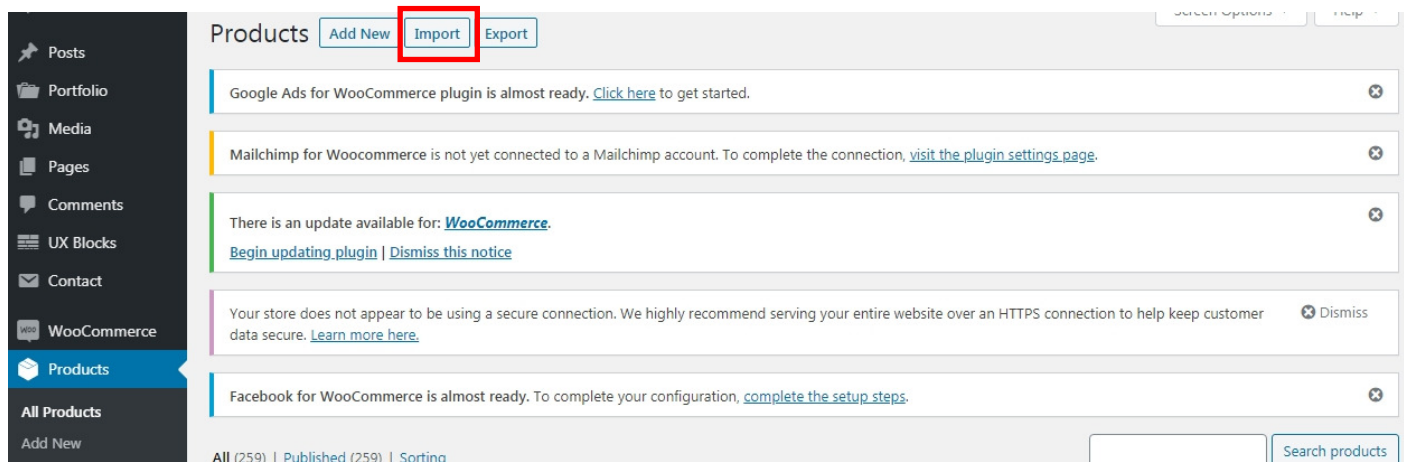 Screen Options
Help
Products
Add New
Import
Export
Posts
Portfolio
Media
Pages
Comments
UX Blocks
Contact
WooCommerce
Products
All Products
Add New
Google Ads for WooCommerce plugin is almost ready. Click here to get started.
Mailchimp for Woocommerce is not yet connected to a Mailchimp account. To complete the connection, visit the plugin settings page.
There is an update available for: WooCommerce.
Begin updating plugin | Dismiss this notice
Your store does not appear to be using a secure connection. We highly recommend serving your entire website over an HTTPS connection to help keep customer
data secure. Learn more here.
Dismiss
Facebook for WooCommerce is almost ready. To complete your configuration, complete the setup steps.
All (259) | Published (259) | Sorting
Search products